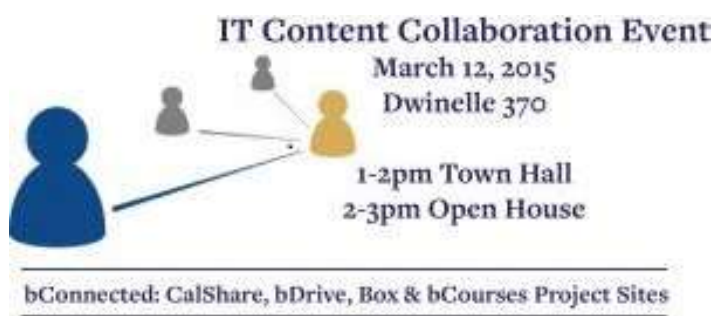 IT Content Collaboration Event
March 12, 2015
Dwinelle 370
1-2pm Town Hall
2-3pm Open House
bConnected: CalShare, bDrive, Box & bCourses Project Sites